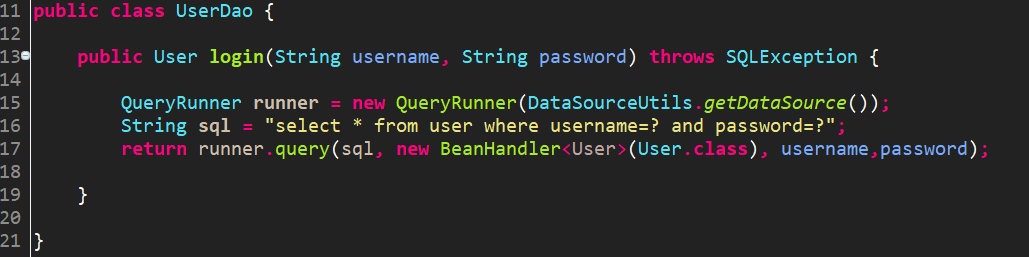 11 public class UserDao {
12
13 public User login(String username, String password) throws SQLException {
14
15 QueryRunner runner = new QueryRunner(DataSourceUtils.getDataSource());
16 String sql = "select * from user where username=? and password=?";
17 return runner.query(sql, new BeanHandler<User>(User.class), username,password);
18
19 }
20
21 }